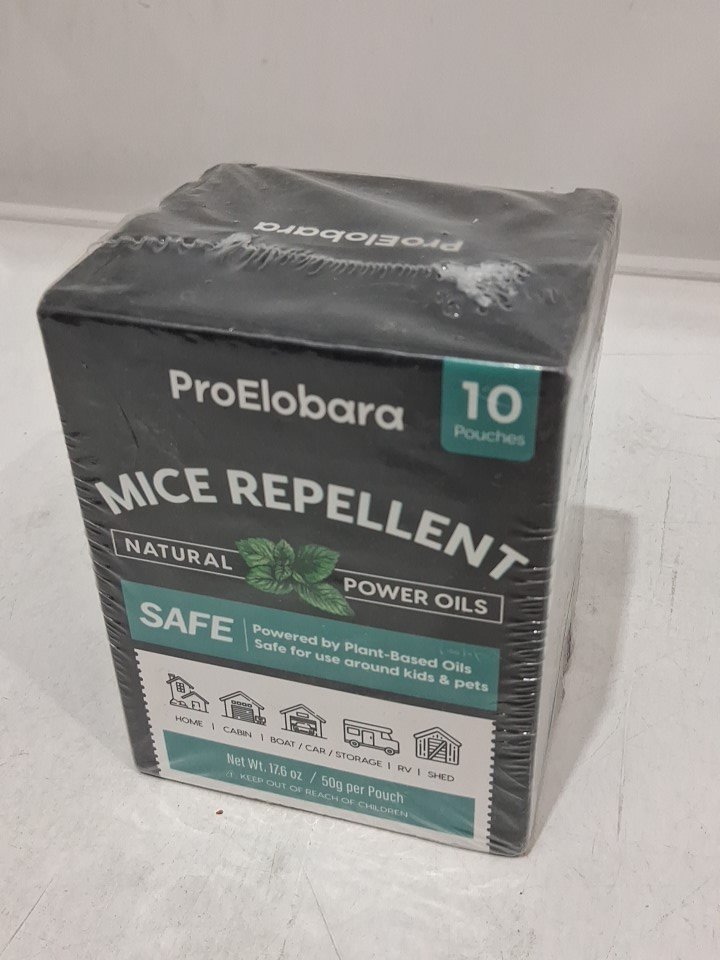 ProElobara
ProElobara
10
Pouches
MICE REPELLENT
NATURAL
POWER OILS
SAFE
Powered by Plant-Based Oils
Safe for use around kids & pets
HOME | CABIN | BOAT / CAR / STORAGE | RV | SHED
Net Wt. 17.6 oz / 50g per Pouch
KEEP OUT OF REACH OF CHILDREN